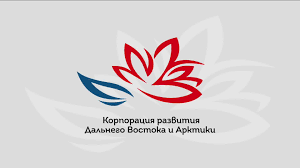 Корпорация развития
Дальнего Востока и Арктики